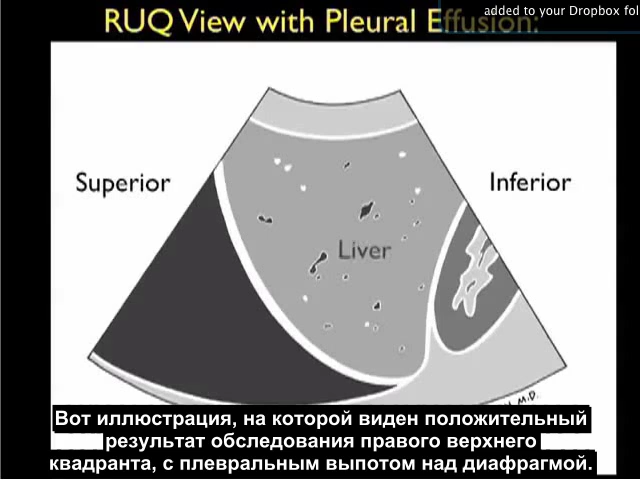 added to your Dropbox fol
RUQ View with Pleural Effusion:
Superior
Inferior
Liver
M.D.
Вот иллюстрация, на которой виден положительный
результат обследования правого верхнего
квадранта, с плевральным выпотом над диафрагмой.